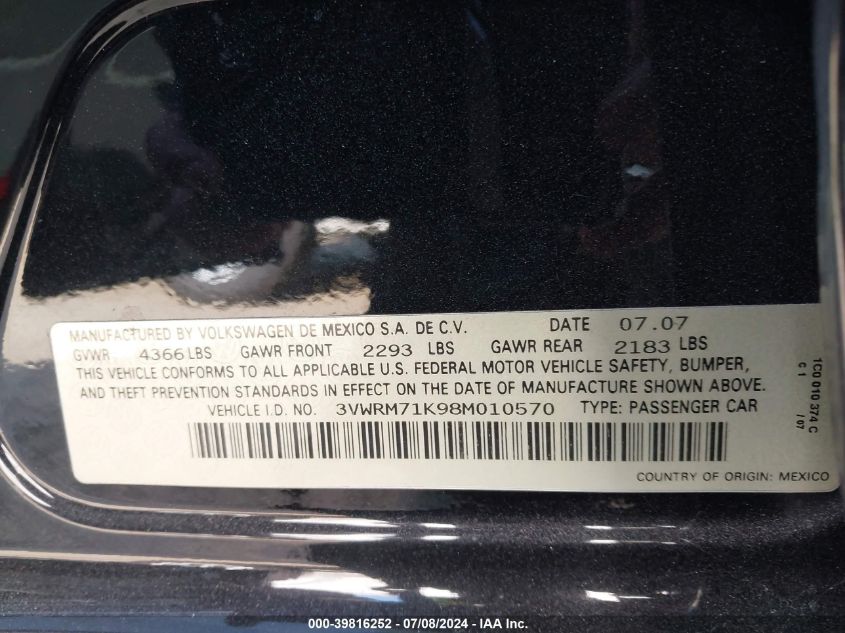 MANUFACTURED BY VOLKSWAGEN DE MEXICO S.A. DE C.V. DATE 07.07
GVWR 4366 LBS GAWR FRONT 2293 LBS GAWR REAR 2183 LBS
THIS VEHICLE CONFORMS TO ALL APPLICABLE U.S. FEDERAL MOTOR VEHICLE SAFETY, BUMPER,
AND THEFT PREVENTION STANDARDS IN EFFECT ON THE DATE OF MANUFACTURE SHOWN ABOVE.
VEHICLE I.D. NO. 3VWRM71K98M010570 TYPE: PASSENGER CAR
COUNTRY OF ORIGIN: MEXICO
1C0 010 374 C
C 1 / 07
000-39816252 - 07/08/2024 - IAA Inc.